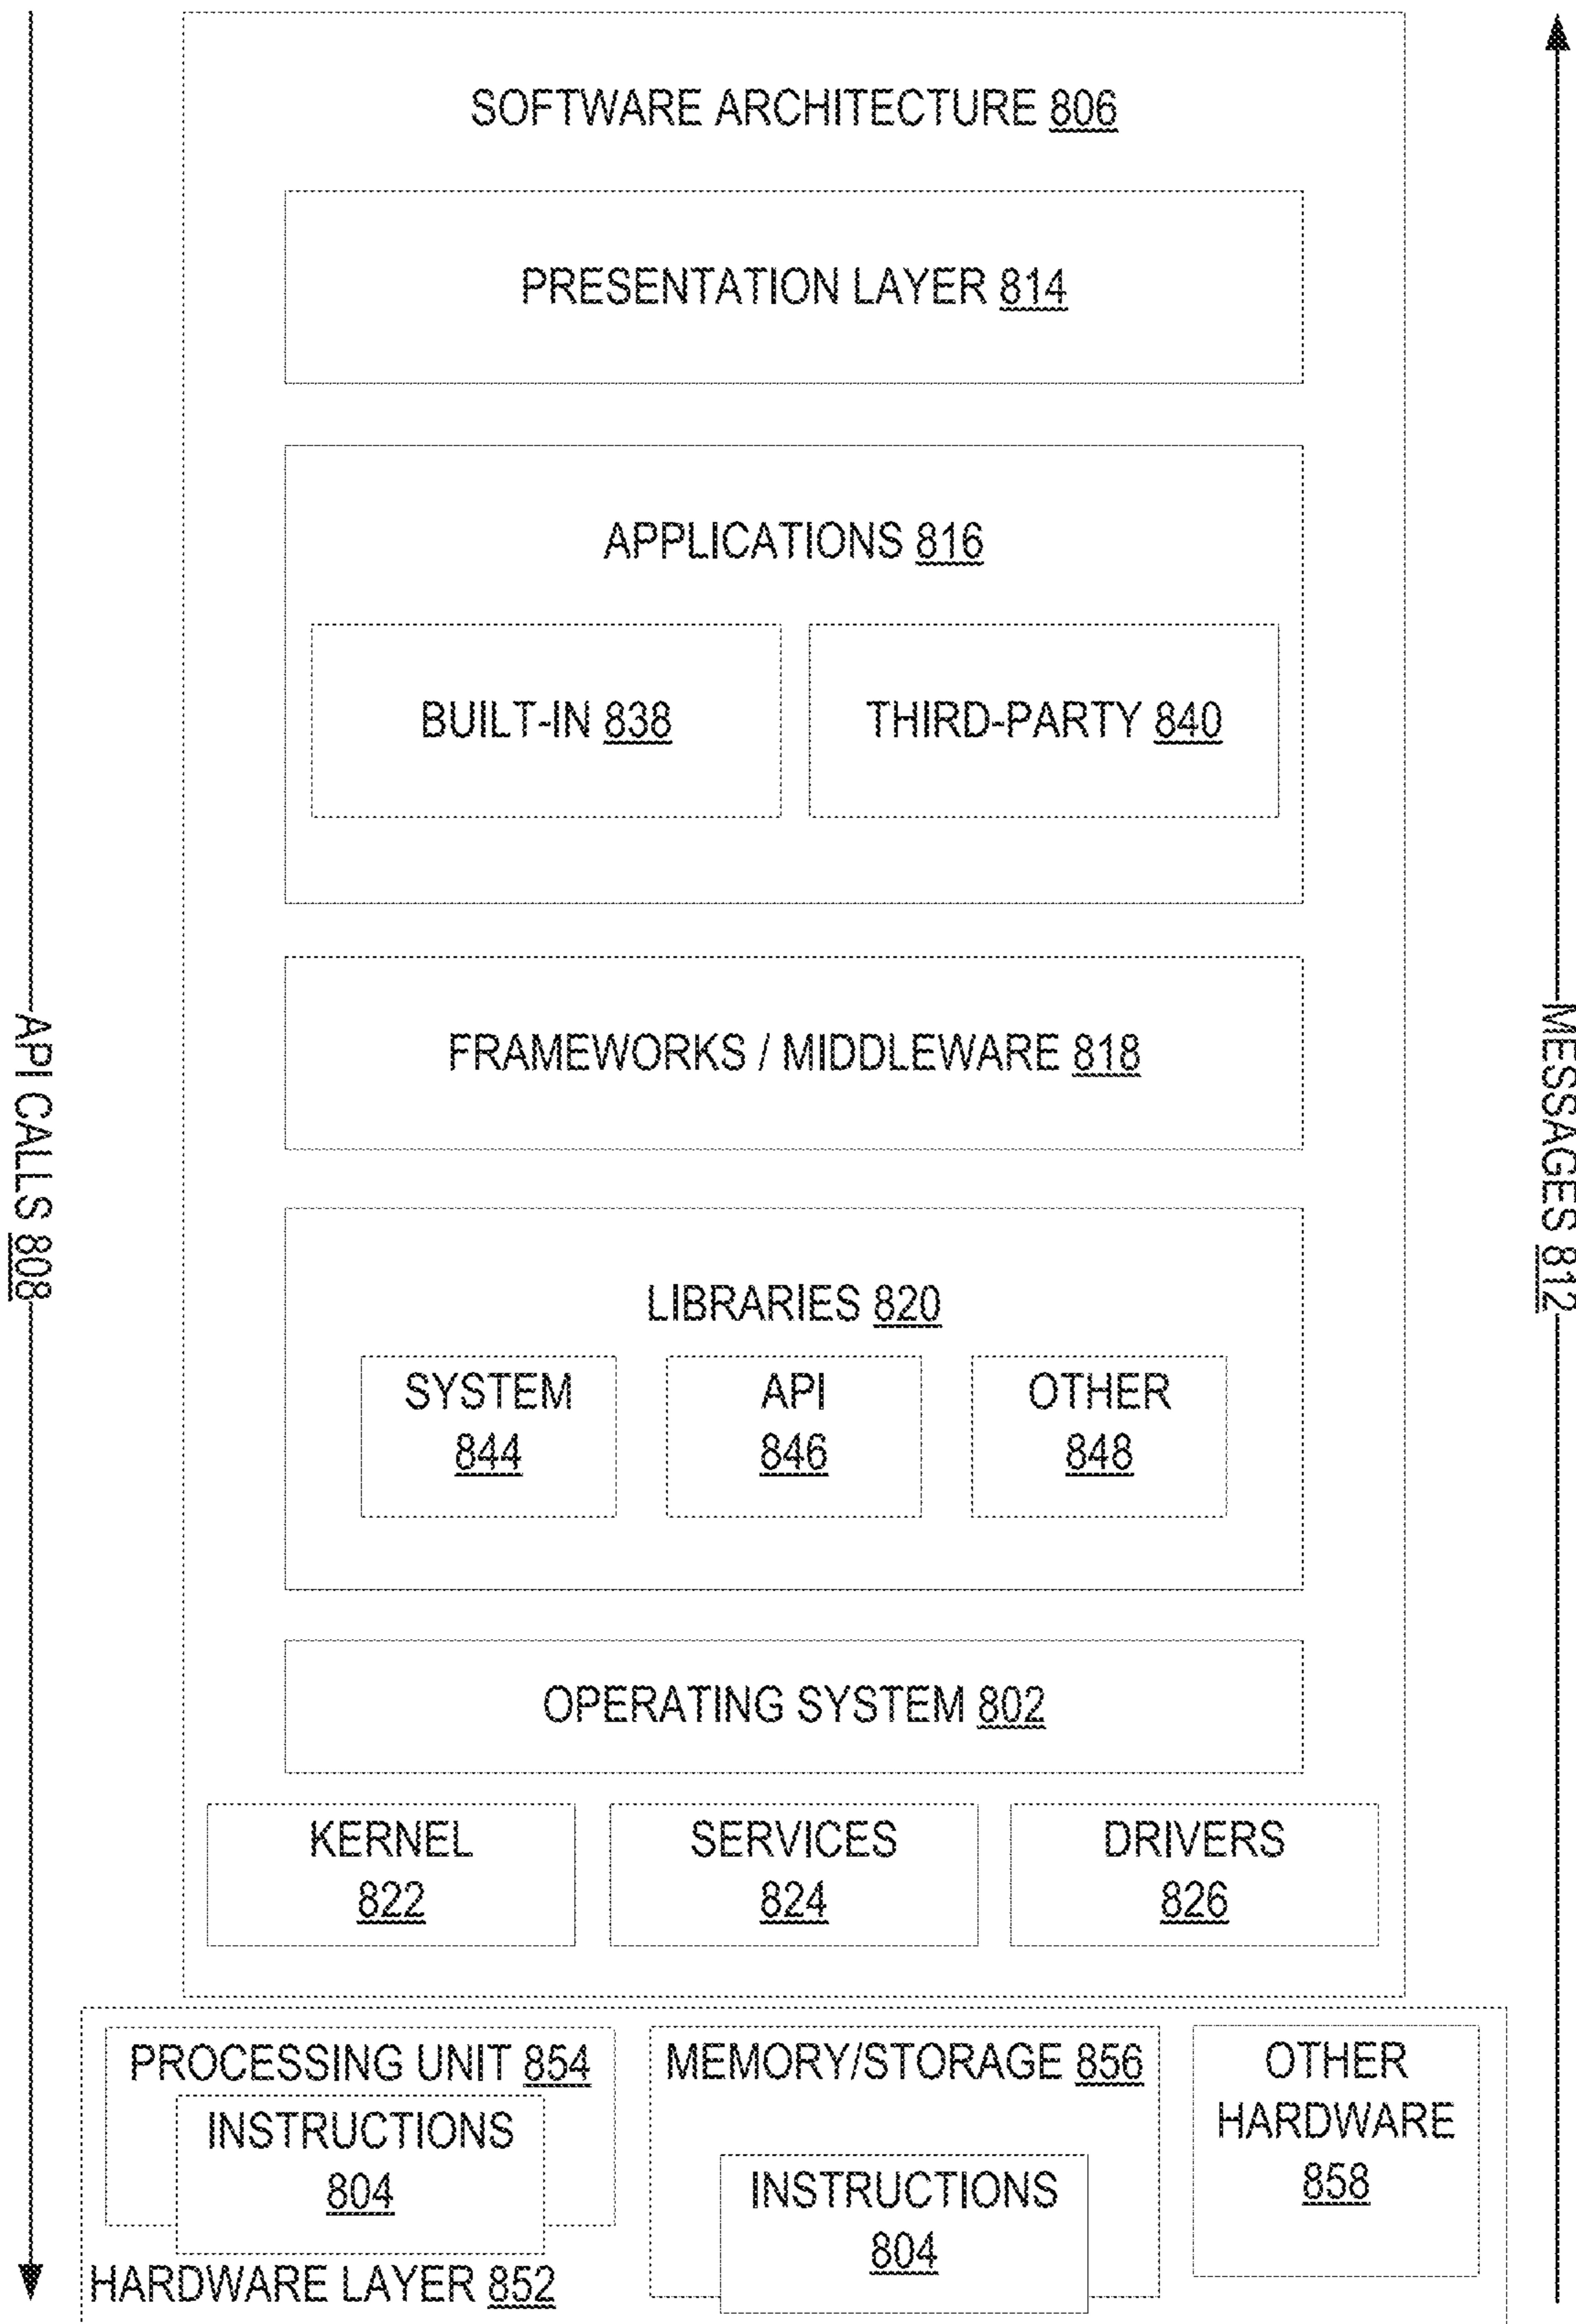 SOFTWARE ARCHITECTURE 806
PRESENTATION LAYER 814
APPLICATIONS 816
BUILT-IN 838
THIRD-PARTY 840
FRAMEWORKS / MIDDLEWARE 818
API CALLS 808
MESSAGES 812
LIBRARIES 820
SYSTEM
844
API
846
OTHER
848
OPERATING SYSTEM 802
KERNEL
822
SERVICES
824
DRIVERS
826
PROCESSING UNIT 854
INSTRUCTIONS
804
MEMORY/STORAGE 856
INSTRUCTIONS
804
OTHER
HARDWARE
858
HARDWARE LAYER 852